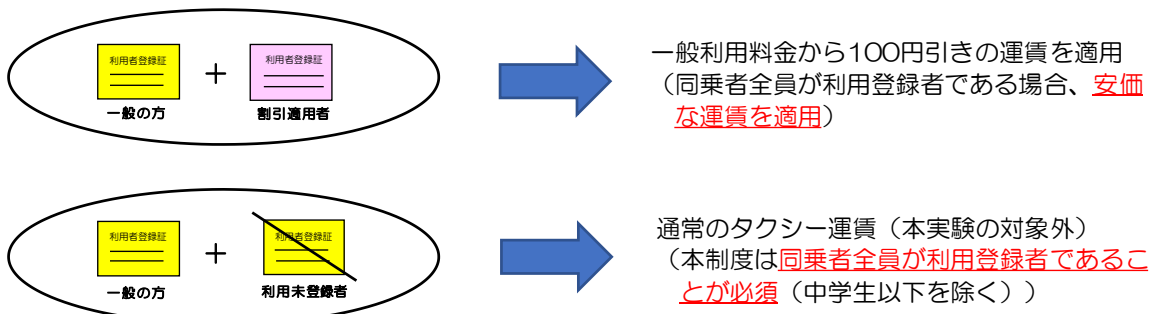 利用者登録証
利用者登録証
+
一般の方
割引適用者
一般利用料金から100円引きの運賃を適用
（同乗者全員が利用登録者である場合、安価
な運賃を適用）
利用者登録証
利用者登録証
+
一般の方
利用未登録者
通常のタクシー運賃（本実験の対象外）
（本制度は同乗者全員が利用登録者であるこ
とが必須（中学生以下を除く））